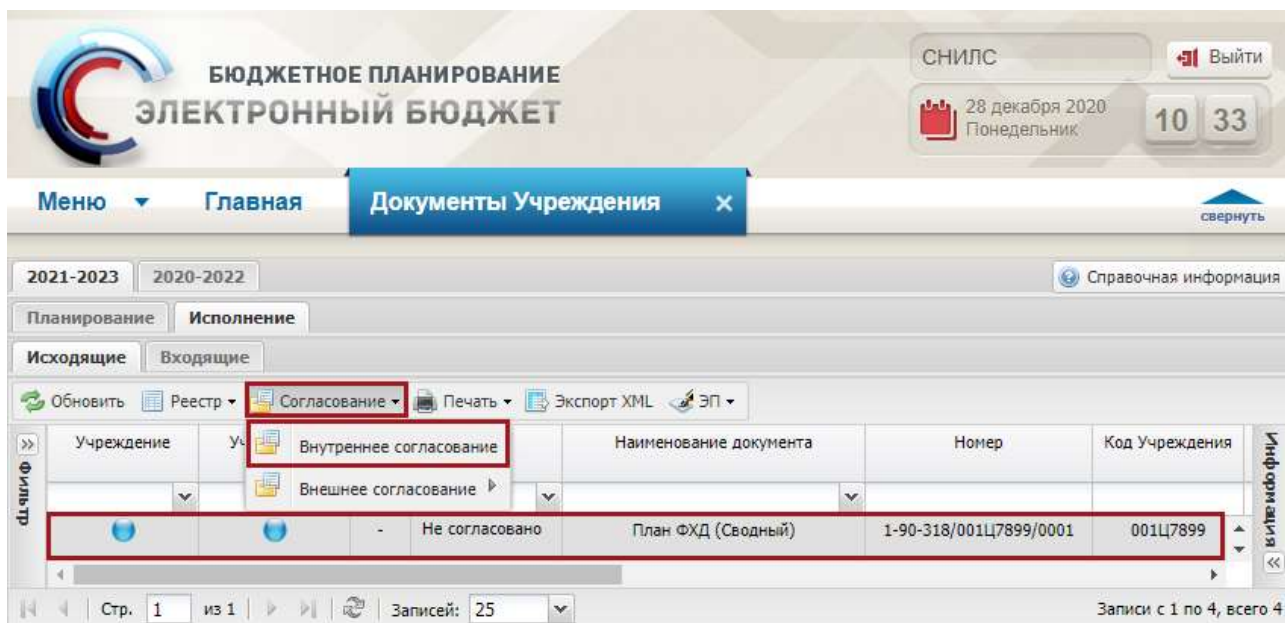 СНИЛС
Выйти
БЮДЖЕТНОЕ ПЛАНИРОВАНИЕ
ЭЛЕКТРОННЫЙ БЮДЖЕТ
28 декабря 2020
Понедельник
10 33
Меню Главная Документы Учреждения ×
свернуть
2021-2023 2020-2022 Справочная информация
Планирование Исполнение
Исходящие Входящие
Обновить Реестр Согласование Печать Экспорт XML ЭП
Учреждение Уч Наименование документа Номер Код Учреждения
Внутреннее согласование
Внешнее согласование
Фильтр
Информация
- Не согласовано План ФХД (Сводный) 1-90-318/001Ц7899/0001 001Ц7899
Стр. 1 из 1 Записей: 25 Записи с 1 по 4, всего 4